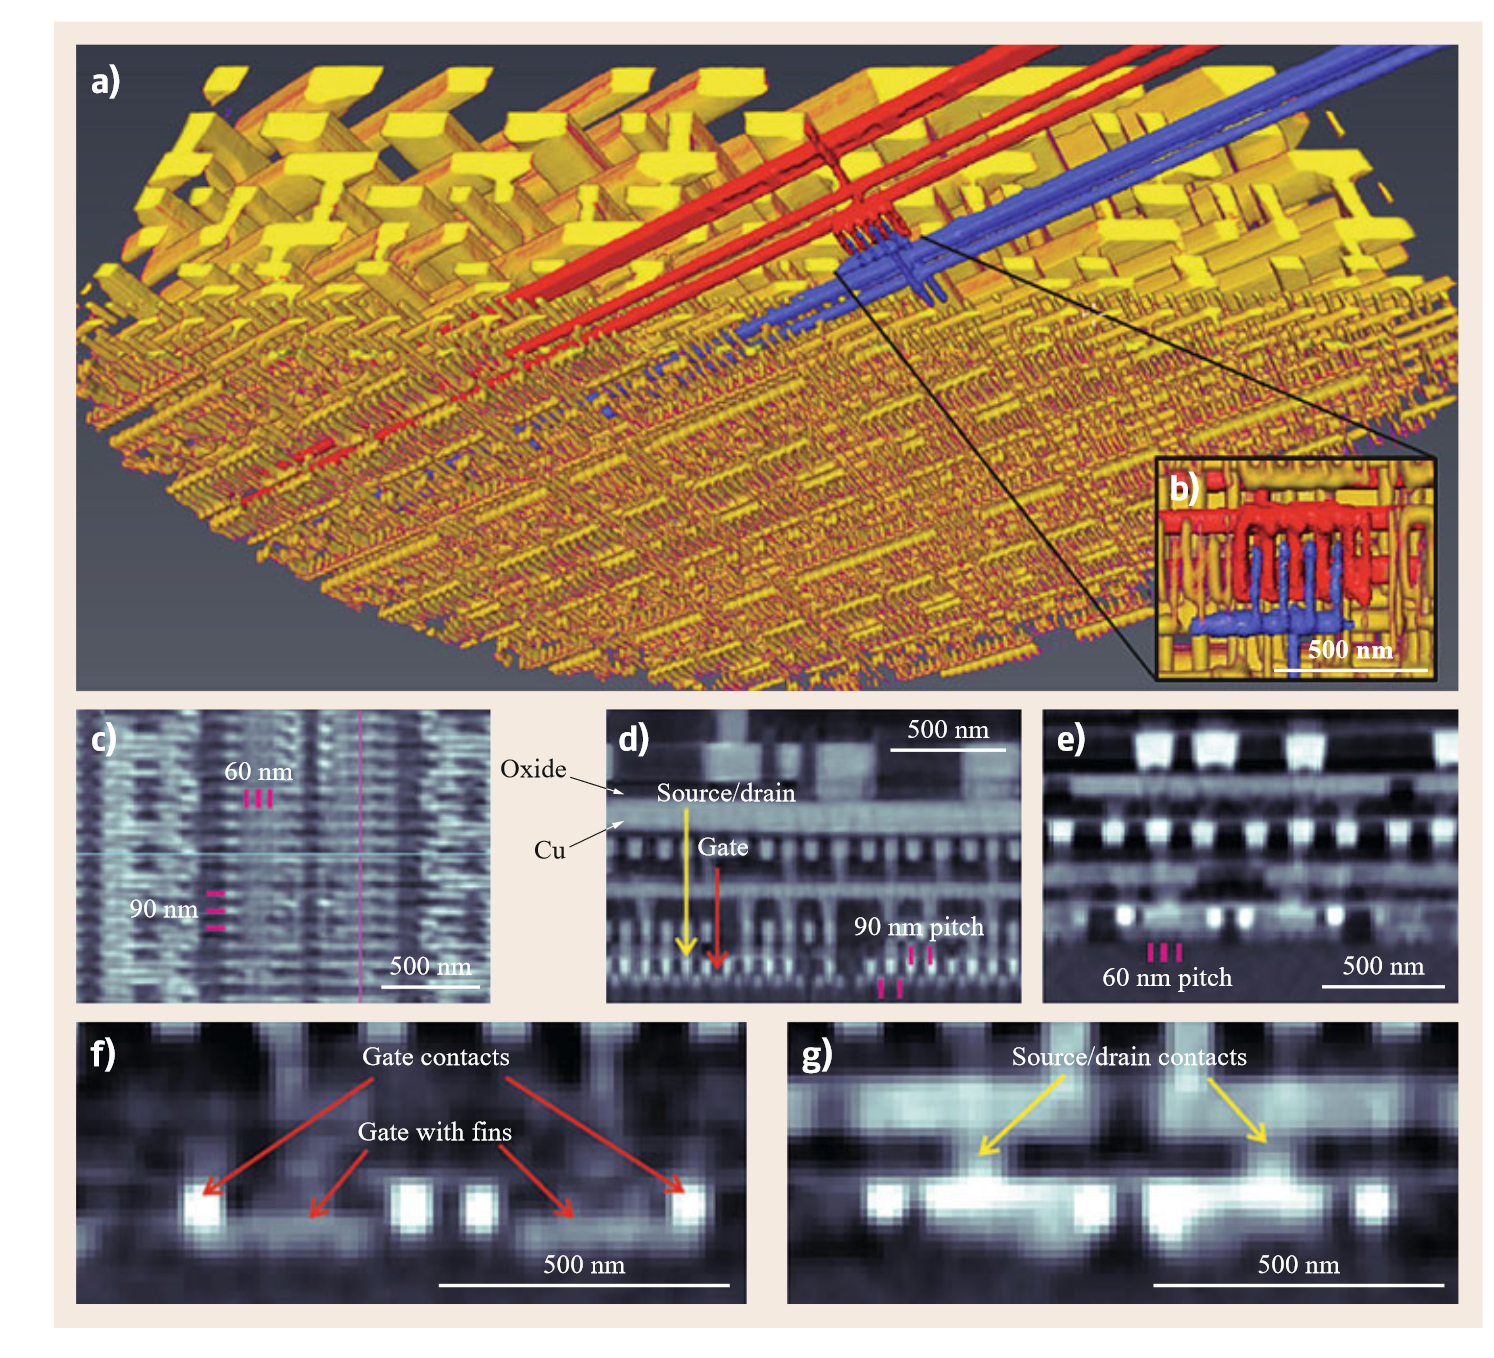 a)
b)
500 nm
c)
60 nm
90 nm
500 nm
d)
500 nm
Oxide
Source/drain
Cu
Gate
90 nm pitch
e)
60 nm pitch
500 nm
f)
Gate contacts
Gate with fins
500 nm
g)
Source/drain contacts
500 nm